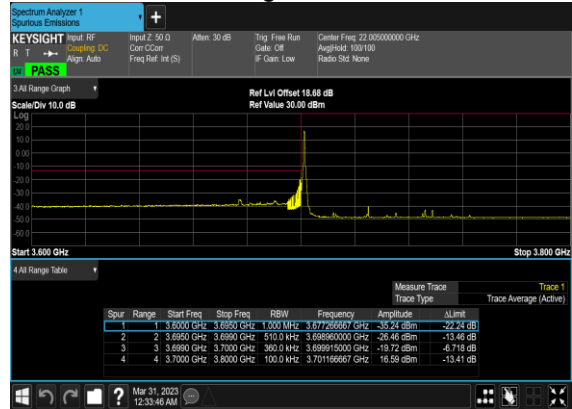 Spectrum Analyzer 1
Spurious Emissions
KEYSIGHT Input: RF Input Z: 50 Ω Atten: 30 dB Trig: Free Run Center Freq: 22.005000000 GHz
R T Coupling: DC Corr CCorr Gate: Off Avg|Hold: 100/100
Align: Auto Freq Ref: Int (S) IF Gain: Low Radio Std: None
PASS
3 All Range Graph
Ref Lvl Offset 18.68 dB
Scale/Div 10.0 dB Ref Value 30.00 dBm
Log
20.0
10.0
0.00
-10.0
-20.0
-30.0
-40.0
-50.0
-60.0
Start 3.600 GHz Stop 3.800 GHz
4 All Range Table
Measure Trace Trace 1
Trace Type Trace Average (Active)
Spur Range Start Freq Stop Freq RBW Frequency Amplitude ΔLimit
1 1 3.6000 GHz 3.6950 GHz 1.000 MHz 3.677266667 GHz -35.24 dBm -22.24 dB
2 2 3.6950 GHz 3.6990 GHz 510.0 kHz 3.698960000 GHz -26.46 dBm -13.46 dB
3 3 3.6990 GHz 3.7000 GHz 360.0 kHz 3.699915000 GHz -19.72 dBm -6.718 dB
4 4 3.7000 GHz 3.8000 GHz 100.0 kHz 3.701166667 GHz 16.59 dBm -13.41 dB
? Mar 31, 2023
12:33:46 AM